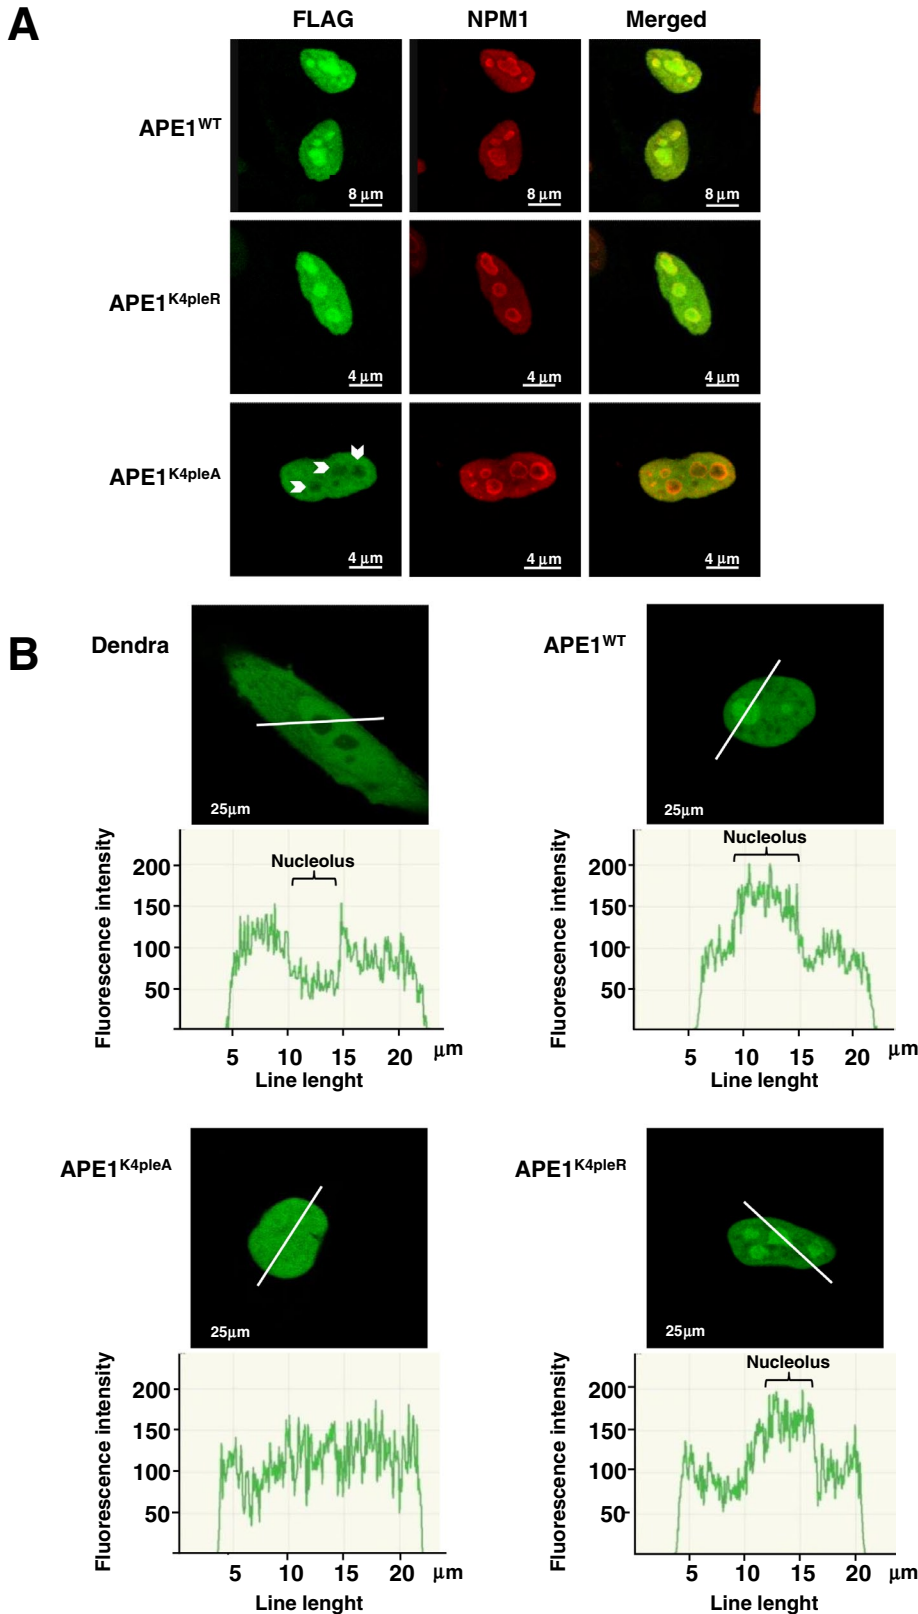 A
FLAG NPM1 Merged
APE1WT
8 μm 8 μm 8 μm
APE1K4pleR
4 μm 4 μm 4 μm
APE1K4pleA
4 μm 4 μm 4 μm
B
Dendra
25μm
Fluorescence intensity
200
150
100
50
Nucleolus
5 10 15 20 μm
Line lenght
APE1WT
25μm
Fluorescence intensity
200
150
100
50
Nucleolus
5 10 15 20 μm
Line lenght
APE1K4pleA
25μm
Fluorescence intensity
200
150
100
50
5 10 15 20 μm
Line lenght
APE1K4pleR
25μm
Fluorescence intensity
200
150
100
50
Nucleolus
5 10 15 20 μm
Line lenght